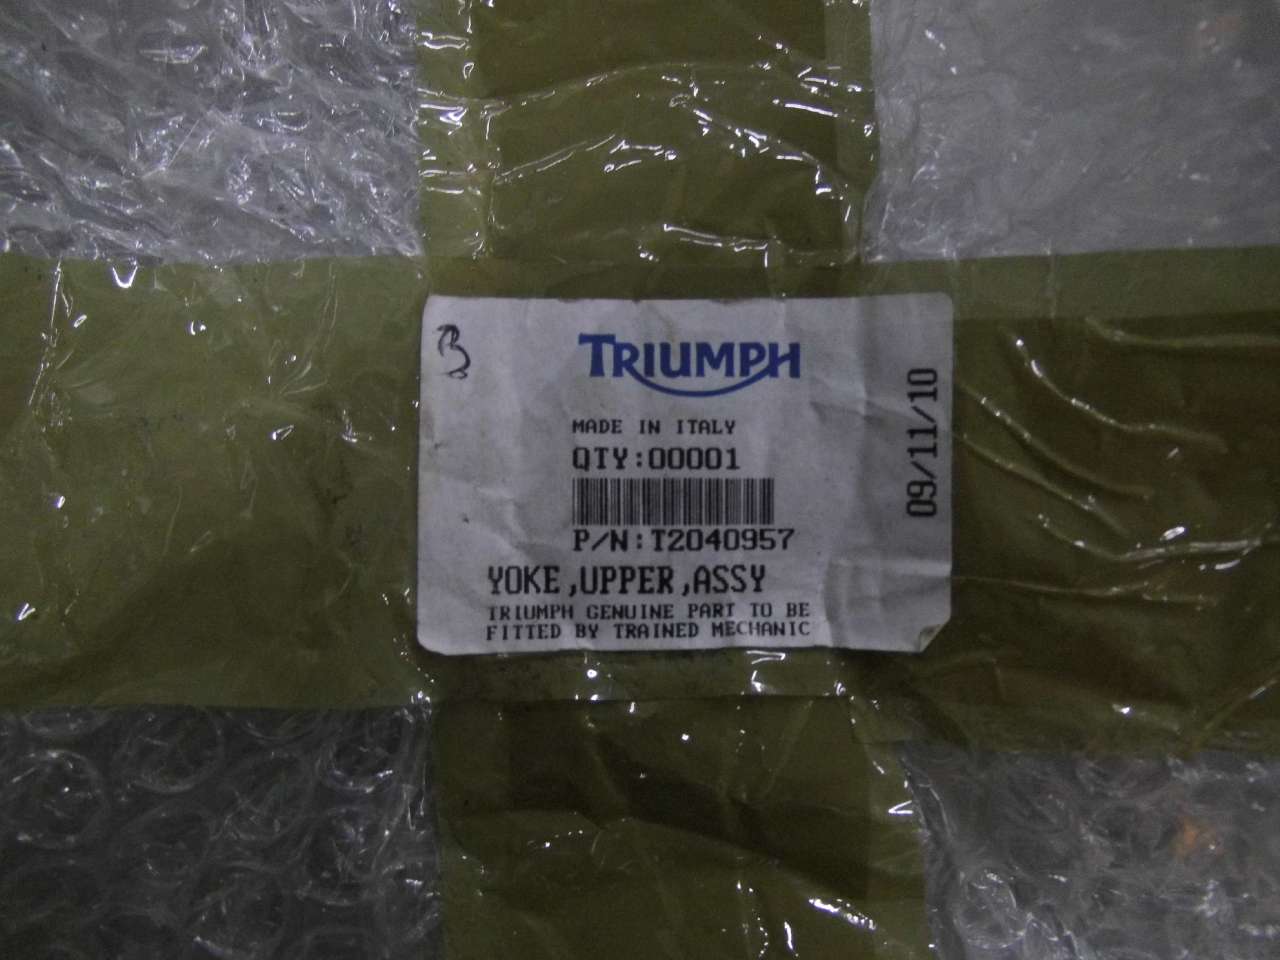 B
TRIUMPH
MADE IN ITALY
QTY:00001
P/N:T2040957
YOKE,UPPER,ASSY
TRIUMPH GENUINE PART TO BE
FITTED BY TRAINED MECHANIC
09/11/10